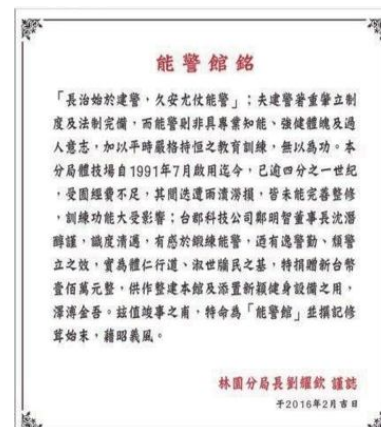 能警館銘
「長治始於建警,久安尤仗能警」;夫建警著重肇立制
度及法制完備,而能警則非具專業知能、強健體魄及過
人意志,加以平時嚴格持恒之教育訓練,無以為功。本
分局體技場自1991年7月啟用迄今,已逾四分之一世紀
,受囿經費不足,其間迭遭雨漬澇損,皆未能完善整修
,訓練功能大受影響;台郡科技公司鄭明智董事長沈潛
醇謹,識度清邁,有感於鍛練能警,迺有逸警勤、頹警
立之效,實為體仁行道、淑世牖民之基,特捐贈新台幣
壹佰萬元整,供作整建本館及添置新穎健身設備之用,
澤溥金吾。茲值竣事之甫,特命為「能警館」並撰記修
葺始末,藉昭義風。
林園分局長劉耀欽 謹誌
于2016年2月吉日